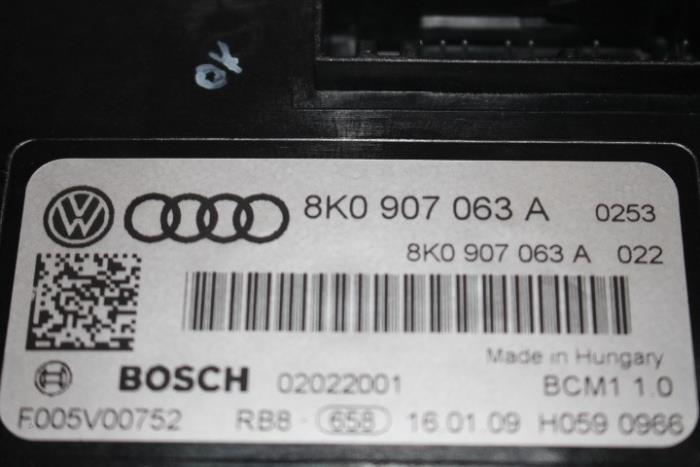 OK
8K0 907 063 A 0253
8K0 907 063 A 022
Made in Hungary
BOSCH 02022001 BCM1 1.0
F005V00752 RB8 - 658 16.01.09 H059 0966